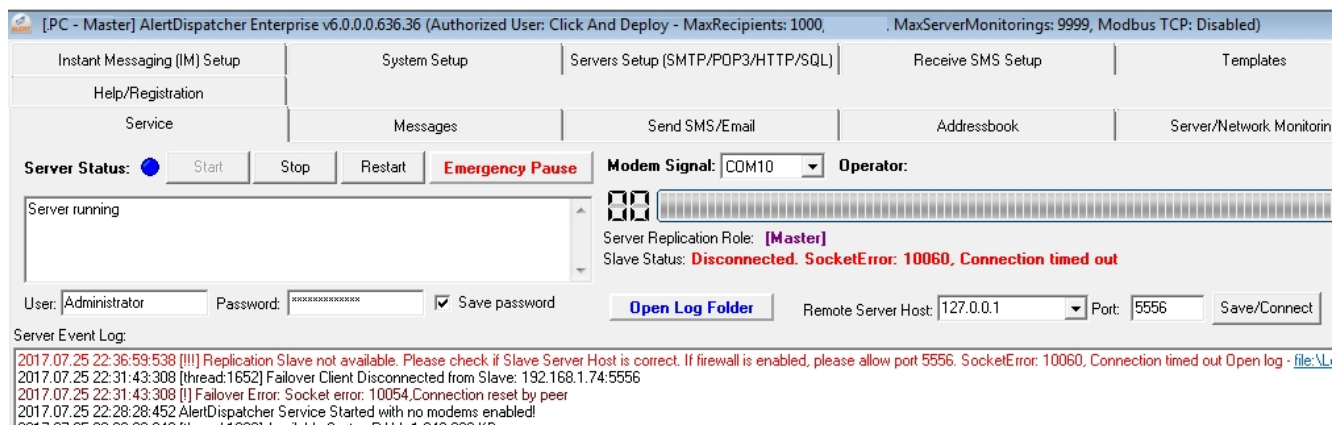 [.PC - Master] AlertDispatcher Enterprise v6.0.0.0.636.36 (Authorized User: Click And Deploy - MaxRecipients: 1000, . MaxServerMonitorings: 9999, Modbus TCP: Disabled)
Instant Messaging (IM) Setup System Setup Servers Setup (SMTP/POP3/HTTP/SQL) Receive SMS Setup Templates
Help/Registration
Service Messages Send SMS/Email Addressbook Server/Network Monitorin
Server Status: Start Stop Restart Emergency Pause Modem Signal: COM10 Operator:
Server running
Server Replication Role: [Master]
Slave Status: Disconnected. SocketError: 10060, Connection timed out
User: Administrator Password: ************* Save password Open Log Folder Remote Server Host: 127.0.0.1 Port: 5556 Save/Connect
Server Event Log:
2017.07.25 22:36:59:538 [!!!] Replication Slave not available. Please check if Slave Server Host is correct. If firewall is enabled, please allow port 5556. SocketError: 10060, Connection timed out Open log - file:\L
2017.07.25 22:31:43:308 [thread:1652] Failover Client Disconnected from Slave: 192.168.1.74:5556
2017.07.25 22:31:43:308 [!] Failover Error: Socket error: 10054,Connection reset by peer
2017.07.25 22:28:28:452 AlertDispatcher Service Started with no modems enabled!